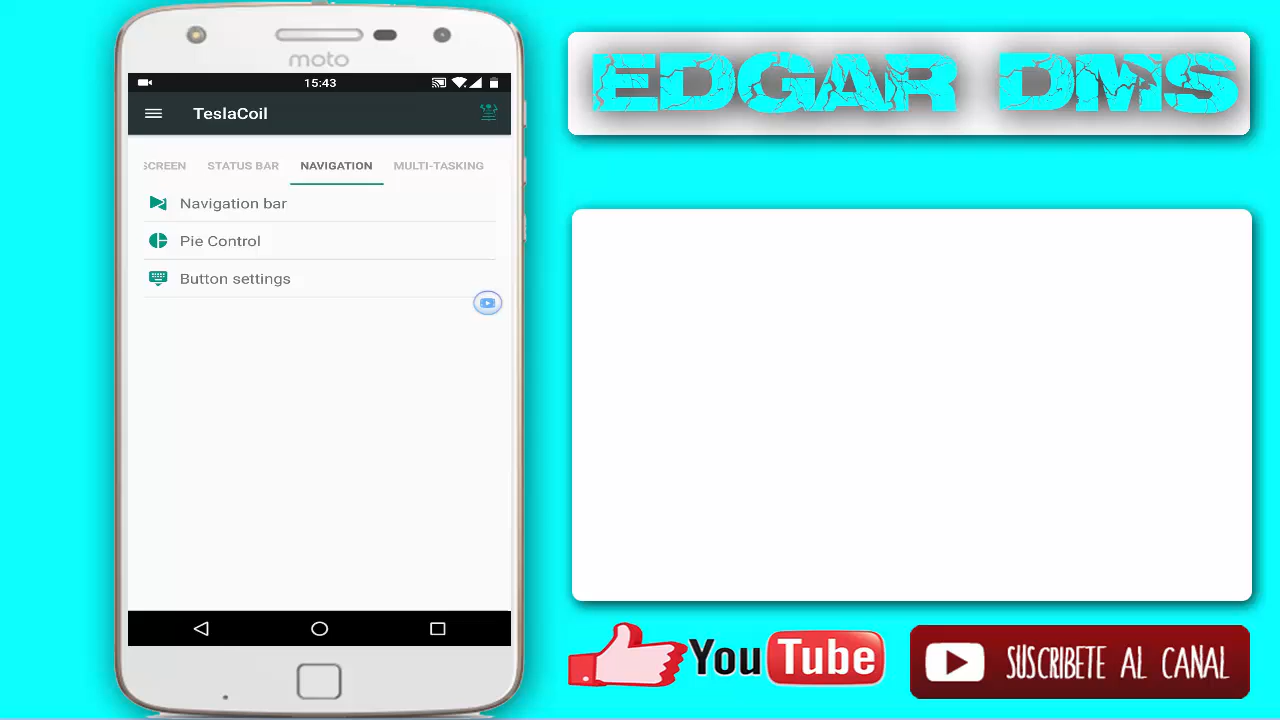 moto
15:43
TeslaCoil
SCREEN STATUS BAR NAVIGATION MULTI-TASKING
Navigation bar
Pie Control
Button settings
EDGAR DMS
YouTube
SUSCRIBETE AL CANAL